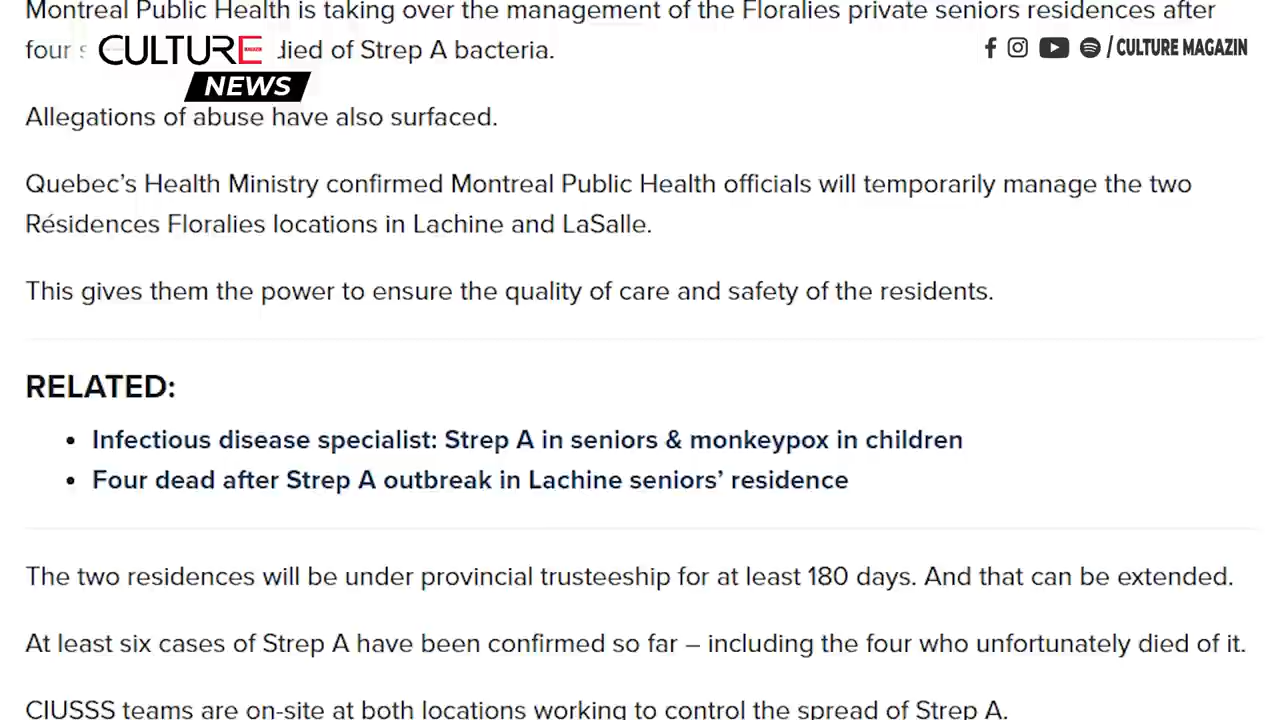 Montreal Public Health is taking over the management of the Floralies private seniors residences after
four died of Strep A bacteria.
CULTURE
NEWS
/ CULTURE MAGAZIN
Allegations of abuse have also surfaced.
Quebec’s Health Ministry confirmed Montreal Public Health officials will temporarily manage the two
Résidences Floralies locations in Lachine and LaSalle.
This gives them the power to ensure the quality of care and safety of the residents.
RELATED:
• Infectious disease specialist: Strep A in seniors & monkeypox in children
• Four dead after Strep A outbreak in Lachine seniors’ residence
The two residences will be under provincial trusteeship for at least 180 days. And that can be extended.
At least six cases of Strep A have been confirmed so far – including the four who unfortunately died of it.
CIUSSS teams are on-site at both locations working to control the spread of Strep A.